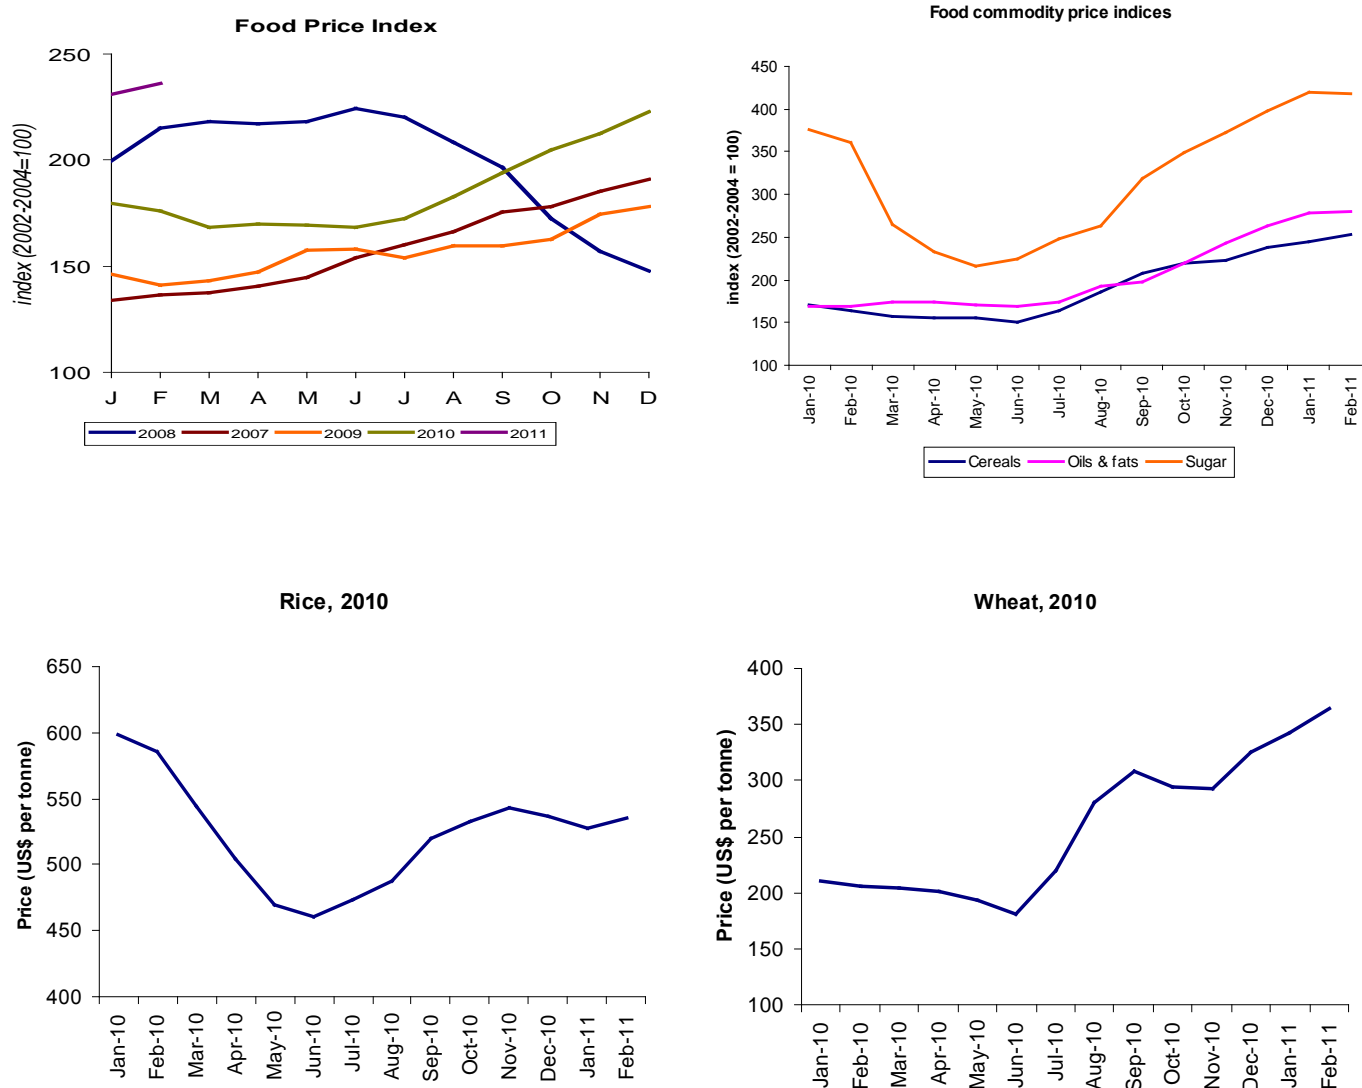 Food Price Index
index (2002-2004=100)
250
200
150
100
J F M A M J J A S O N D
2008 2007 2009 2010 2011
Food commodity price indices
index (2002-2004 = 100)
450
400
350
300
250
200
150
100
Jan-10
Feb-10
Mar-10
Apr-10
May-10
Jun-10
Jul-10
Aug-10
Sep-10
Oct-10
Nov-10
Dec-10
Jan-11
Feb-11
Cereals Oils & fats Sugar
Rice, 2010
Price (US$ per tonne)
650
600
550
500
450
400
Jan-10
Feb-10
Mar-10
Apr-10
May-10
Jun-10
Jul-10
Aug-10
Sep-10
Oct-10
Nov-10
Dec-10
Jan-11
Feb-11
Wheat, 2010
Price (US$ per tonne)
400
350
300
250
200
150
100
Jan-10
Feb-10
Mar-10
Apr-10
May-10
Jun-10
Jul-10
Aug-10
Sep-10
Oct-10
Nov-10
Dec-10
Jan-11
Feb-11